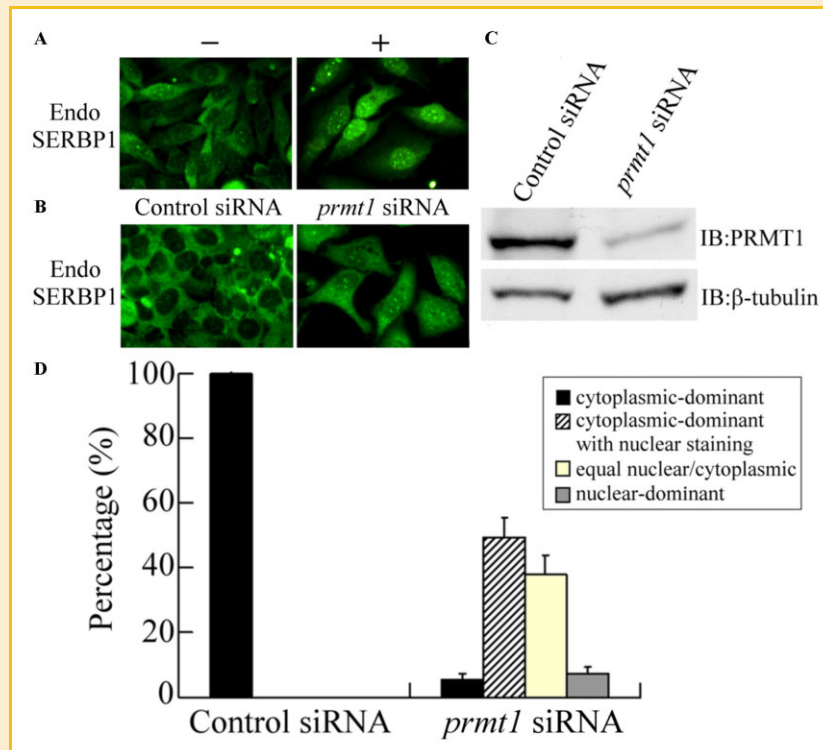 A
−
+
C
Endo
SERBP1
Control siRNA
prmt1 siRNA
B
Control siRNA
prmt1 siRNA
Endo
SERBP1
IB:PRMT1
IB:β-tubulin
D
Percentage (%)
100
80
60
40
20
0
cytoplasmic-dominant
cytoplasmic-dominant
with nuclear staining
equal nuclear/cytoplasmic
nuclear-dominant
Control siRNA
prmt1 siRNA